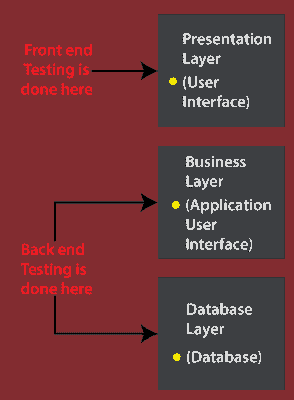 Front end
Testing is
done here
Presentation
Layer
(User
Interface)
Business
Layer
(Application
User
Interface)
Back end
Testing is
done here
Database
Layer
(Database)